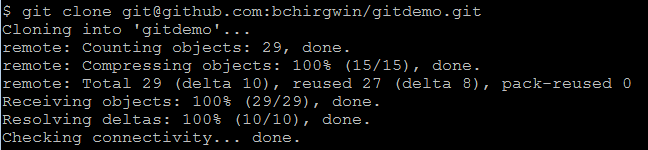 $ git clone git@github.com:bchirgwin/gitdemo.git
Cloning into 'gitdemo'...
remote: Counting objects: 29, done.
remote: Compressing objects: 100% (15/15), done.
remote: Total 29 (delta 10), reused 27 (delta 8), pack-reused 0
Receiving objects: 100% (29/29), done.
Resolving deltas: 100% (10/10), done.
Checking connectivity... done.